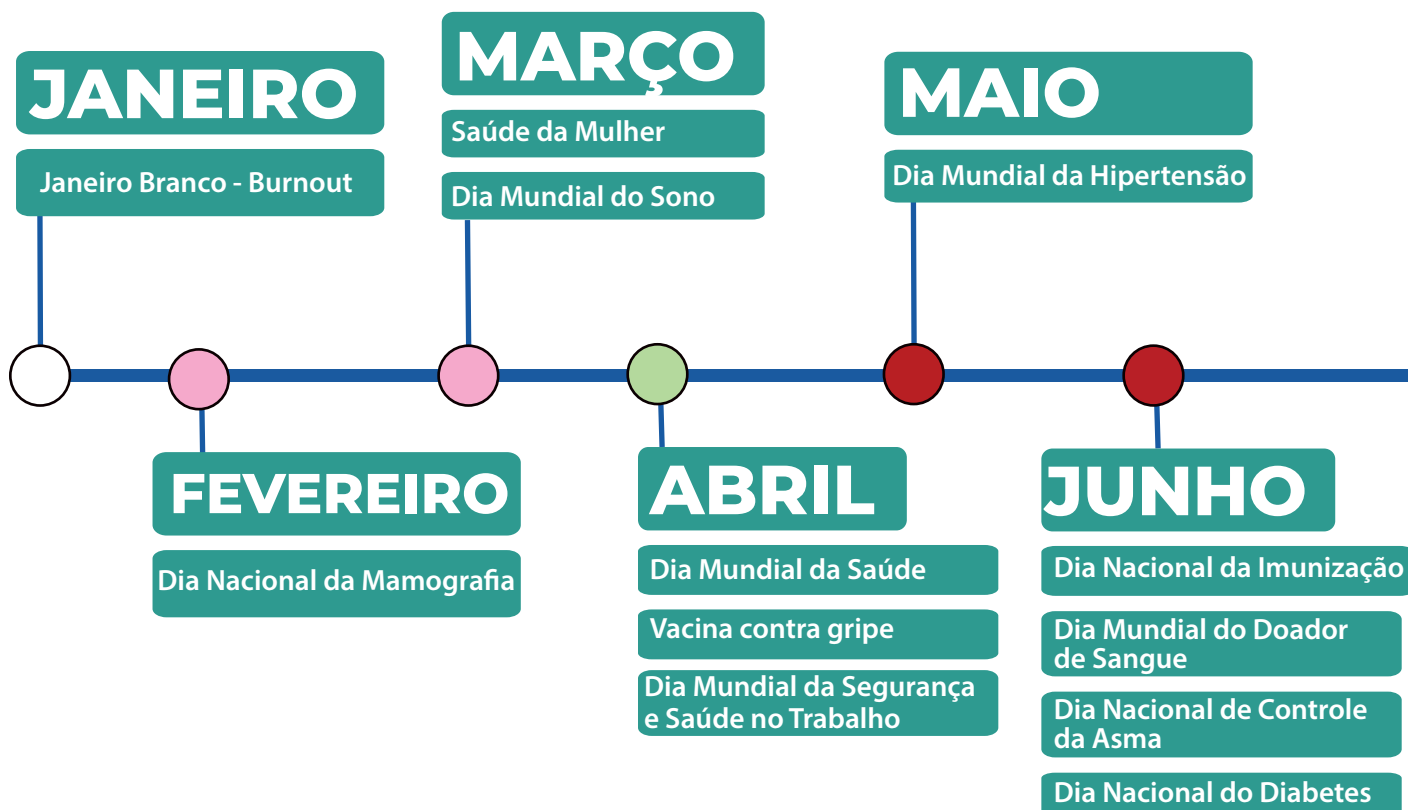 JANEIRO
Janeiro Branco - Burnout
FEVEREIRO
Dia Nacional da Mamografia
MARÇO
Saúde da Mulher
Dia Mundial do Sono
ABRIL
Dia Mundial da Saúde
Vacina contra gripe
Dia Mundial da Segurança
e Saúde no Trabalho
MAIO
Dia Mundial da Hipertensão
JUNHO
Dia Nacional da Imunização
Dia Mundial do Doador
de Sangue
Dia Nacional de Controle
da Asma
Dia Nacional do Diabetes